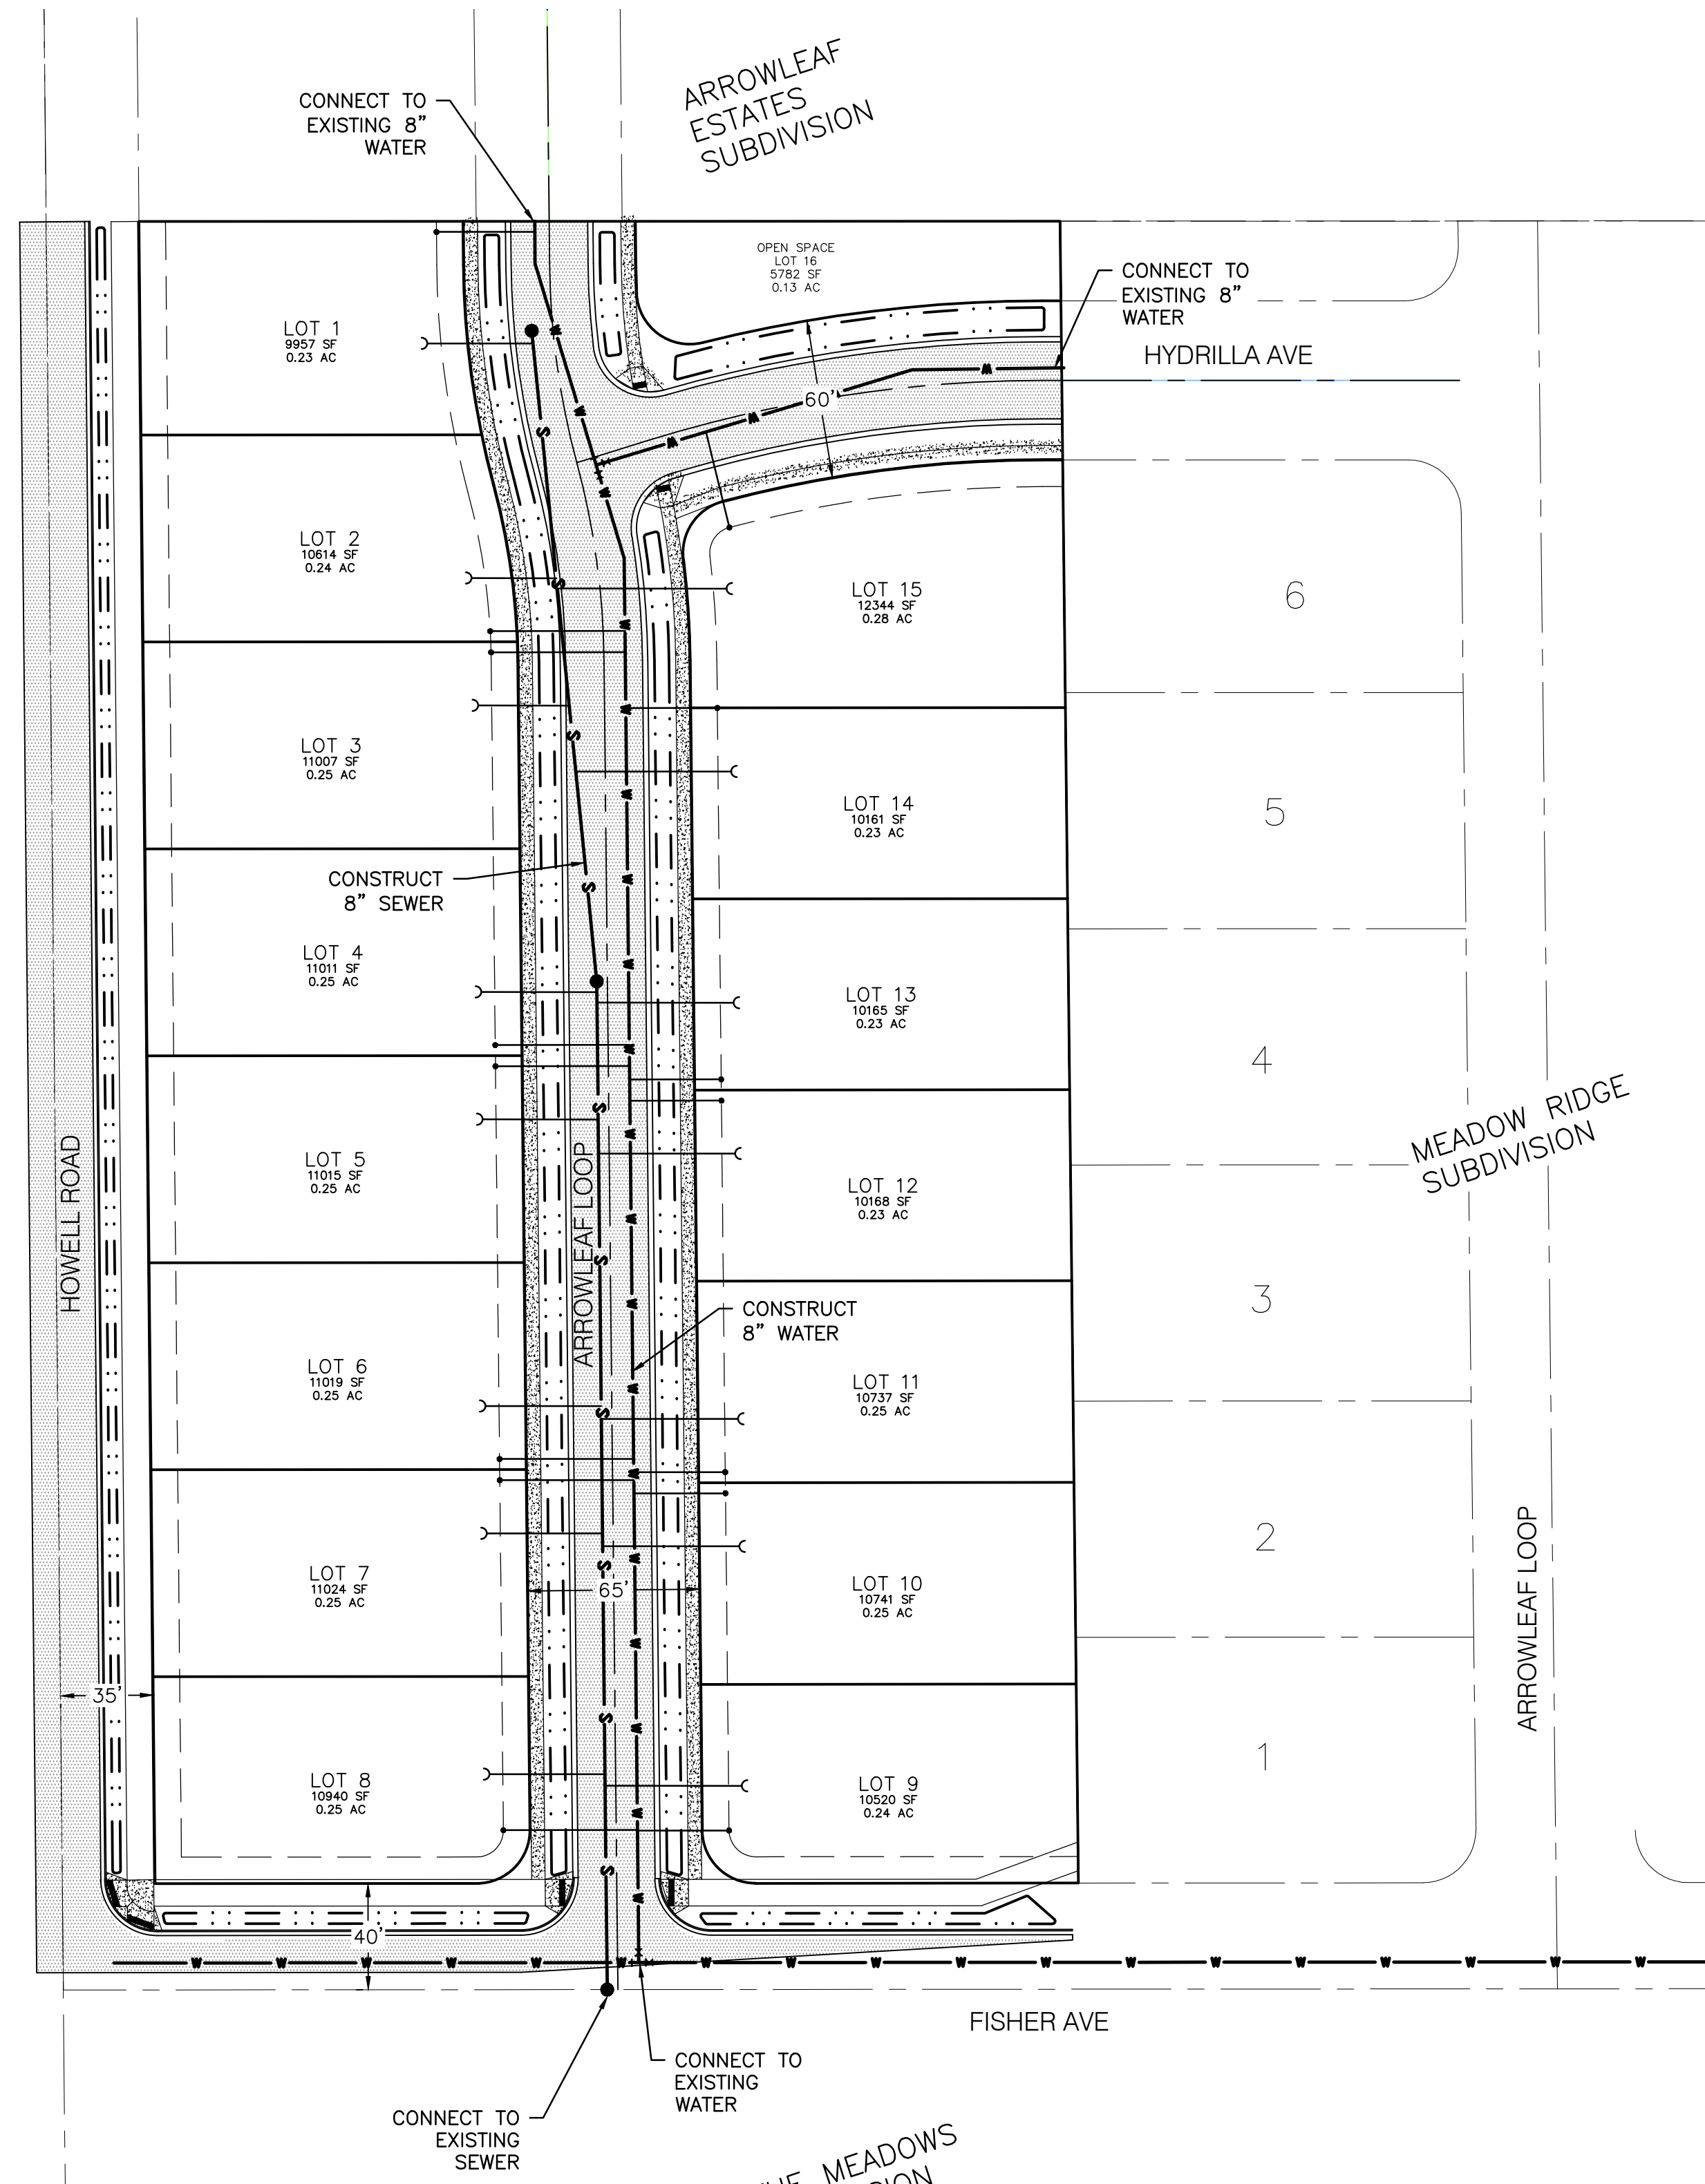 ARROWLEAF
ESTATES
SUBDIVISION
CONNECT TO
EXISTING 8”
WATER
OPEN SPACE
LOT 16
5782 SF
0.13 AC
CONNECT TO
EXISTING 8”
WATER
HYDRILLA AVE
60'
LOT 1
9957 SF
0.23 AC
LOT 2
10614 SF
0.24 AC
LOT 15
12344 SF
0.28 AC
6
LOT 3
11007 SF
0.25 AC
LOT 14
10161 SF
0.23 AC
5
CONSTRUCT
8” SEWER
LOT 4
11011 SF
0.25 AC
LOT 13
10165 SF
0.23 AC
4
MEADOW RIDGE
SUBDIVISION
HOWELL ROAD
ARROWLEAF LOOP
LOT 5
11015 SF
0.25 AC
LOT 12
10168 SF
0.23 AC
3
CONSTRUCT
8” WATER
LOT 6
11019 SF
0.25 AC
LOT 11
10737 SF
0.25 AC
2
ARROWLEAF LOOP
LOT 7
11024 SF
0.25 AC
65'
LOT 10
10741 SF
0.25 AC
35'
1
LOT 8
10940 SF
0.25 AC
LOT 9
10520 SF
0.24 AC
40'
W W W W W W W W W W W W W W W W W W
FISHER AVE
CONNECT TO
EXISTING
WATER
CONNECT TO
EXISTING
SEWER
MEADOWS